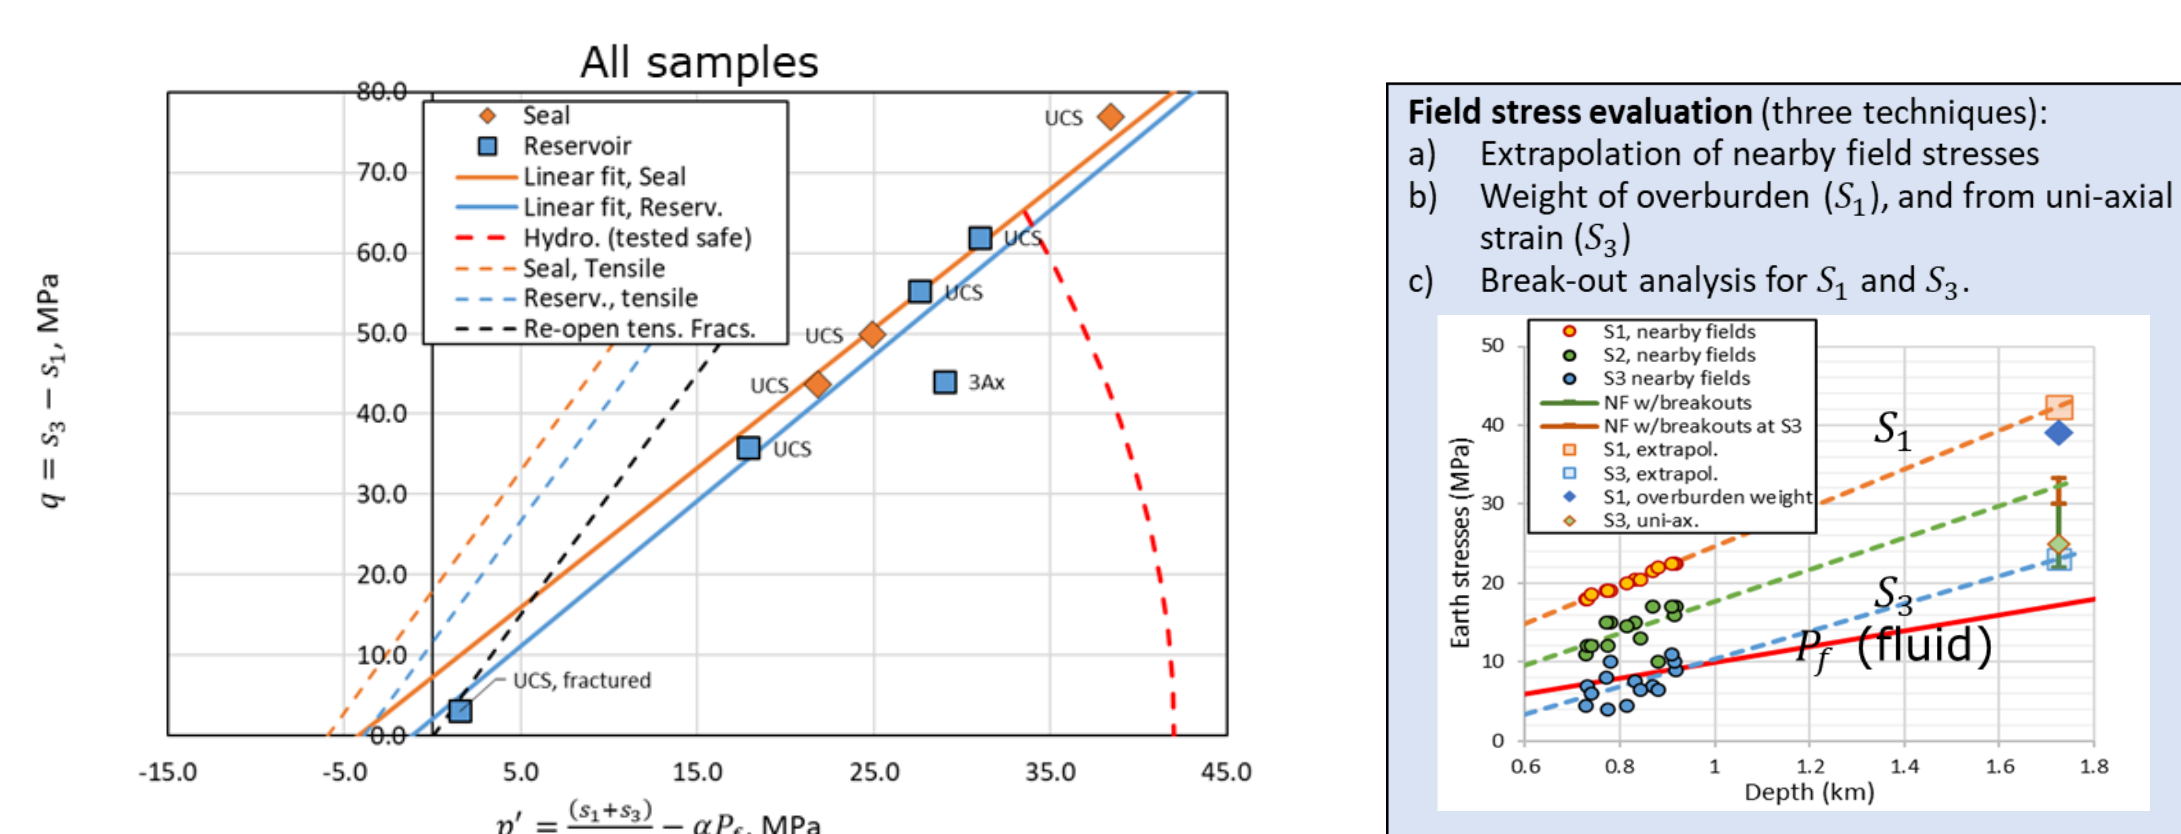 All samples
80.0
70.0
60.0
50.0
40.0
30.0
20.0
10.0
0.0
q = s₃ − s₁, MPa
Seal
Reservoir
Linear fit, Seal
Linear fit, Reserv.
Hydro. (tested safe)
Seal, Tensile
Reserv., tensile
Re-open tens. Fracs.
UCS
UCS
UCS
UCS
3Ax
UCS
UCS
UCS, fractured
-15.0 -5.0 5.0 15.0 25.0 35.0 45.0
p′ = (s₁+s₃) − αP, MPa
Field stress evaluation (three techniques):
a) Extrapolation of nearby field stresses
b) Weight of overburden (S₁), and from uni-axial
strain (S₃)
c) Break-out analysis for S₁ and S₃.
Earth stresses (MPa)
50
40
30
20
10
0
S1, nearby fields
S2, nearby fields
S3 nearby fields
NF w/breakouts
NF w/breakouts at S3
S1, extrapol.
S3, extrapol.
S1, overburden weight
S3, uni-ax.
S₁
S₃
P_f (fluid)
0.6 0.8 1 1.2 1.4 1.6 1.8
Depth (km)